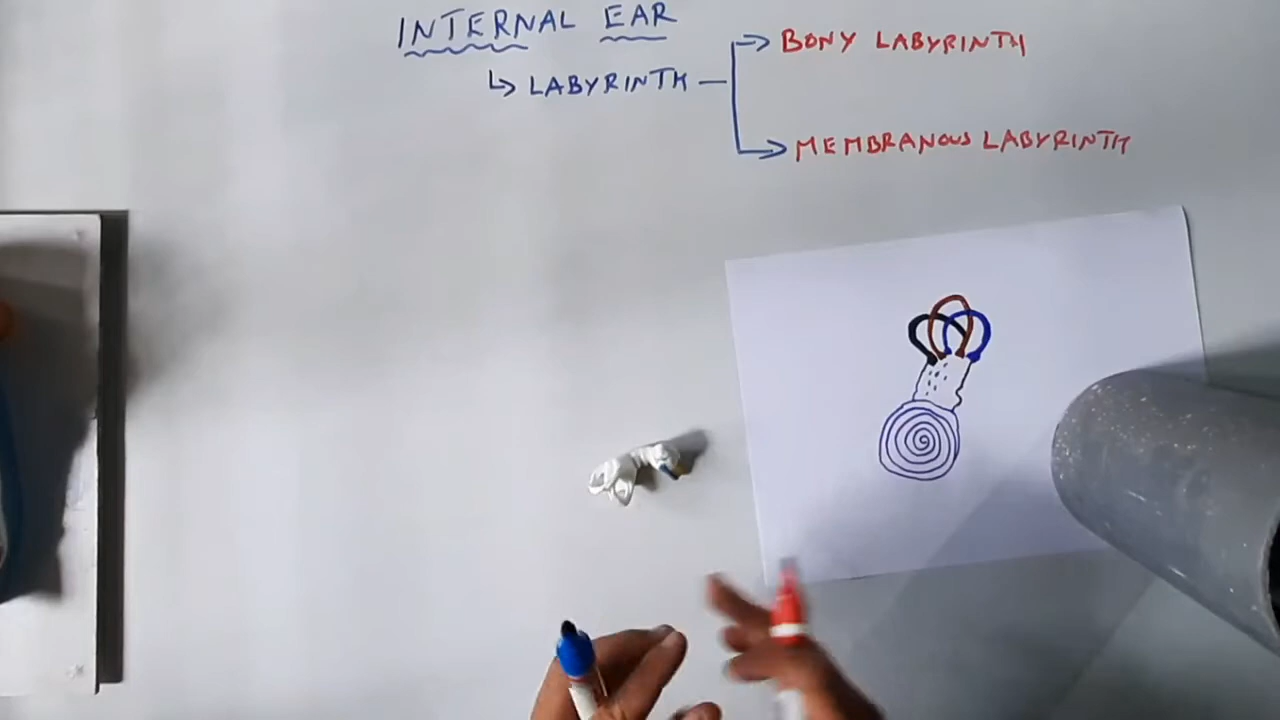 INTERNAL EAR
↳ LABYRINTH
BONY LABYRINTH
MEMBRANOUS LABYRINTH